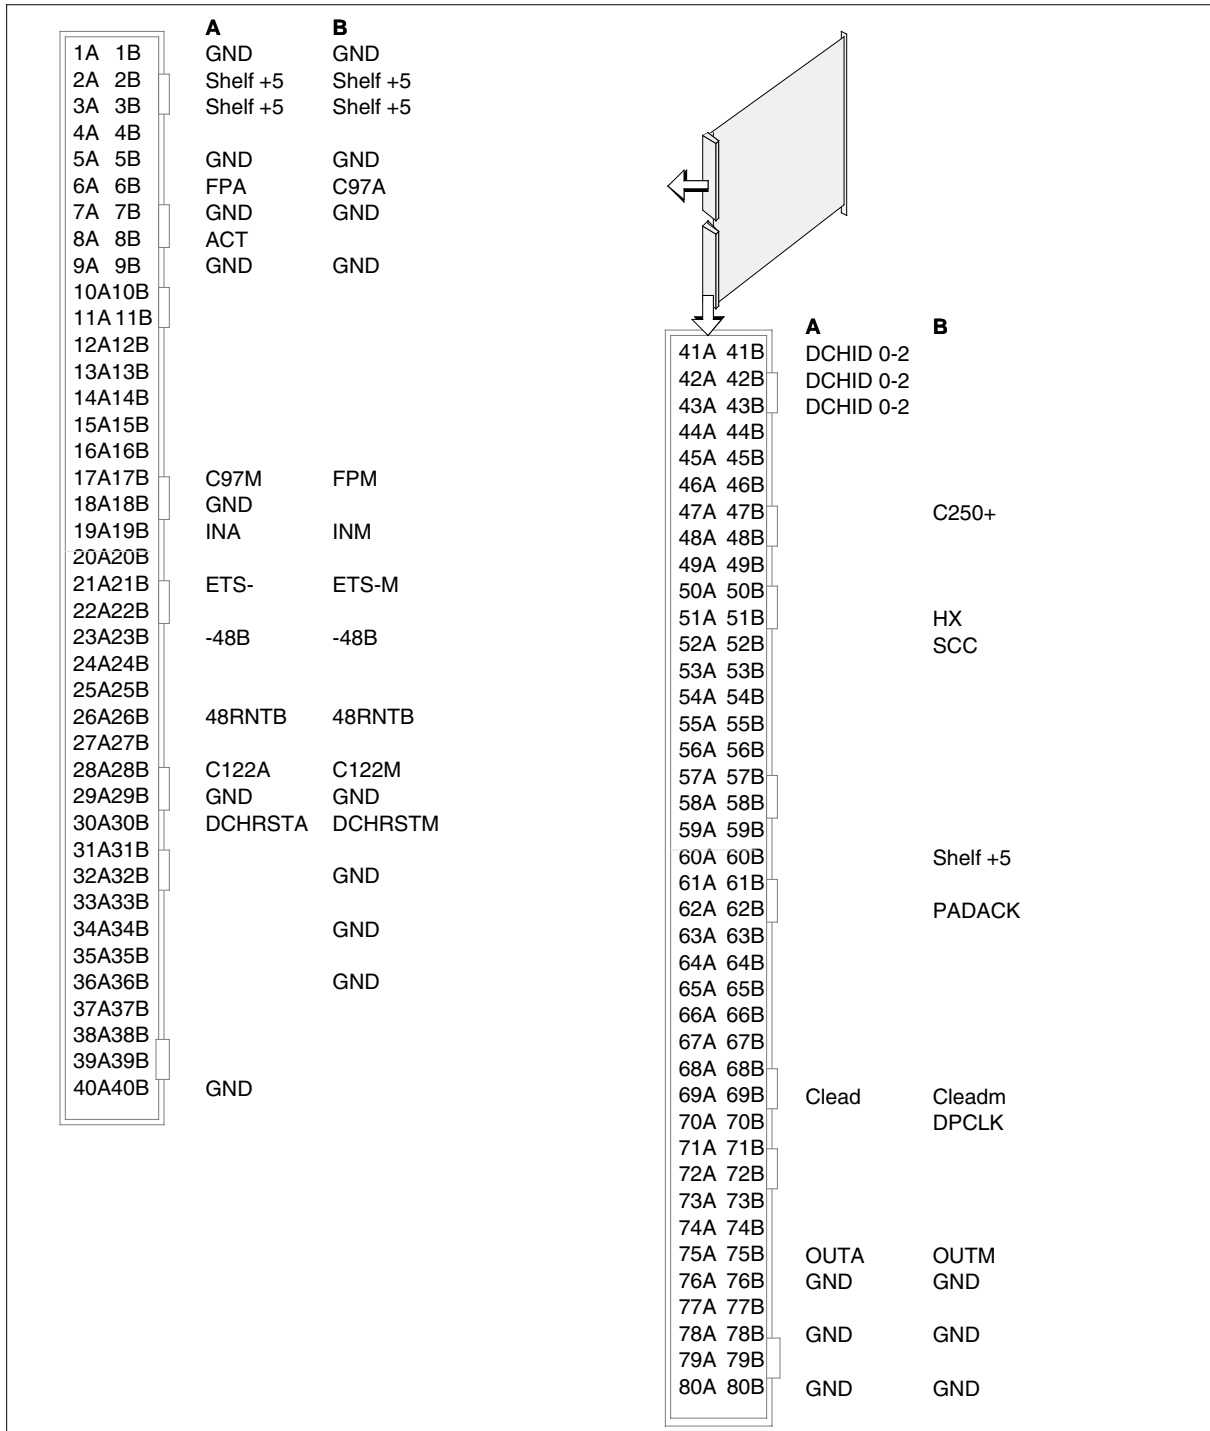 A B
1A 1B GND GND
2A 2B Shelf +5 Shelf +5
3A 3B Shelf +5 Shelf +5
4A 4B
5A 5B GND GND
6A 6B FPA C97A
7A 7B GND GND
8A 8B ACT
9A 9B GND GND
10A10B
11A 11B
12A12B
13A13B
14A14B
15A15B
16A16B
17A17B C97M FPM
18A18B GND
19A19B INA INM
20A20B
21A21B ETS- ETS-M
22A22B
23A23B -48B -48B
24A24B
25A25B
26A26B 48RNTB 48RNTB
27A27B
28A28B C122A C122M
29A29B GND GND
30A30B DCHRSTA DCHRSTM
31A31B
32A32B GND
33A33B
34A34B GND
35A35B
36A36B GND
37A37B
38A38B
39A39B
40A40B GND
A B
41A 41B DCHID 0-2
42A 42B DCHID 0-2
43A 43B DCHID 0-2
44A 44B
45A 45B
46A 46B
47A 47B C250+
48A 48B
49A 49B
50A 50B
51A 51B HX
52A 52B SCC
53A 53B
54A 54B
55A 55B
56A 56B
57A 57B
58A 58B
59A 59B
60A 60B Shelf +5
61A 61B
62A 62B PADACK
63A 63B
64A 64B
65A 65B
66A 66B
67A 67B
68A 68B
69A 69B Clead Cleadm
70A 70B DPCLK
71A 71B
72A 72B
73A 73B
74A 74B
75A 75B OUTA OUTM
76A 76B GND GND
77A 77B
78A 78B GND GND
79A 79B
80A 80B GND GND